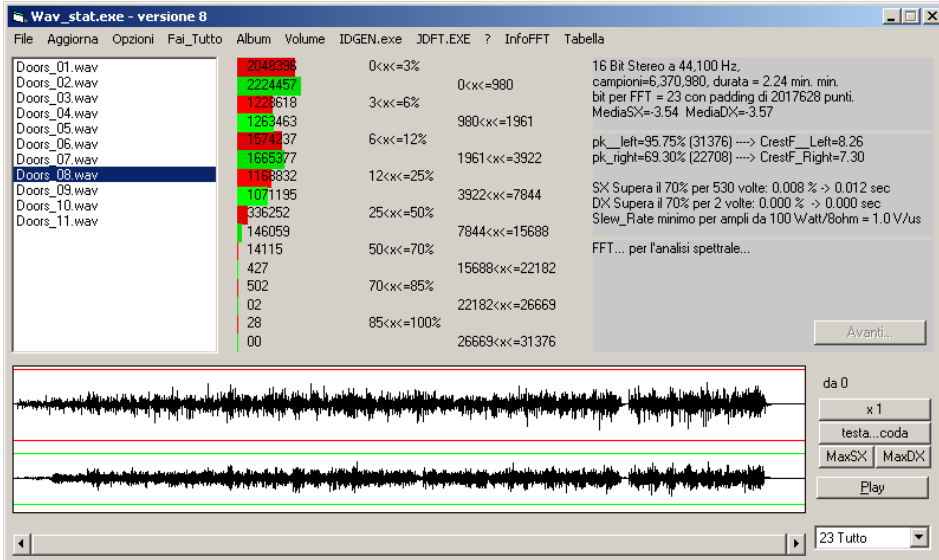 Wav_stat.exe - versione 8
File Aggiorna Opzioni Fai_Tutto Album Volume IDGEN.exe JDFT.EXE ? InfoFFT Tabella
Doors_01.wav
Doors_02.wav
Doors_03.wav
Doors_04.wav
Doors_05.wav
Doors_06.wav
Doors_07.wav
Doors_08.wav
Doors_09.wav
Doors_10.wav
Doors_11.wav
2048396 0<x<=3%
2224457 0<x<=980
1228618 3<x<=6%
1263463 980<x<=1961
1574237 6<x<=12%
1665377 1961<x<=3922
1168832 12<x<=25%
1071195 3922<x<=7844
336252 25<x<=50%
146059 7844<x<=15688
14115 50<x<=70%
427 15688<x<=22182
502 70<x<=85%
02 22182<x<=26669
28 85<x<=100%
00 26669<x<=31376
16 Bit Stereo a 44,100 Hz,
campioni=6,370,980, durata = 2.24 min. min.
bit per FFT = 23 con padding di 2017628 punti.
MediaSX=-3.54 MediaDX=-3.57
pk__left=95.75% (31376) ----> CrestF__Left=8.26
pk_right=69.30% (22708) ----> CrestF_Right=7.30
SX Supera il 70% per 530 volte: 0.008 % -> 0.012 sec
DX Supera il 70% per 2 volte: 0.000 % -> 0.000 sec
Slew_Rate minimo per ampli da 100 Watt/8ohm = 1.0 V/us
FFT... per l'analisi spettrale...
Avanti...
da 0
x 1
testa...coda
MaxSX MaxDX
Play
23 Tutto